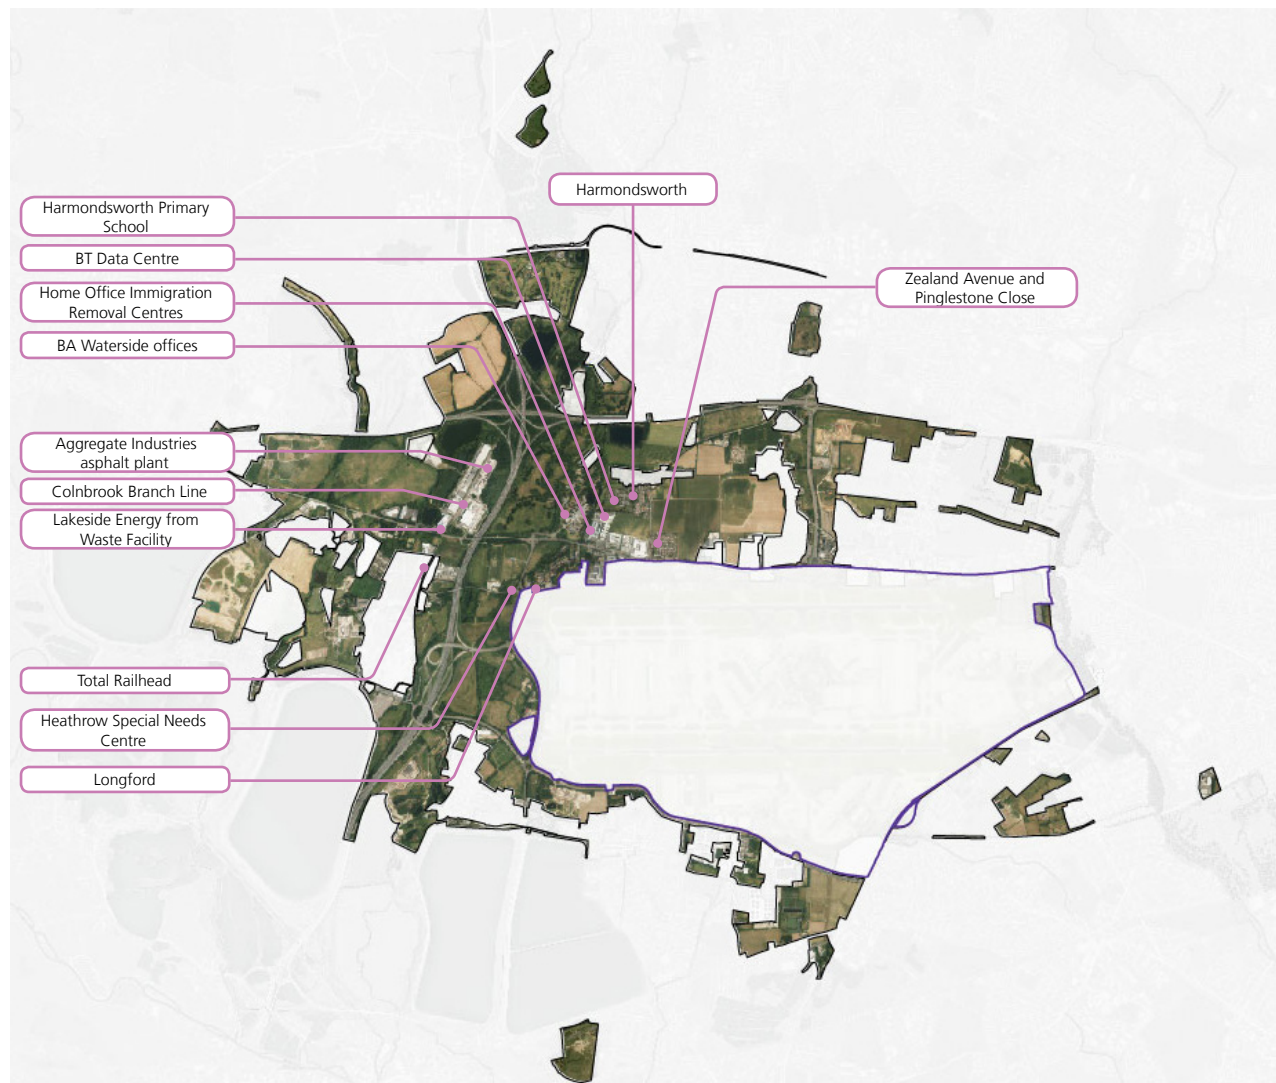 Harmondsworth
Harmondsworth Primary
School
BT Data Centre
Zealand Avenue and
Pinglestone Close
Home Office Immigration
Removal Centres
BA Waterside offices
Aggregate Industries
asphalt plant
Colnbrook Branch Line
Lakeside Energy from
Waste Facility
Total Railhead
Heathrow Special Needs
Centre
Longford